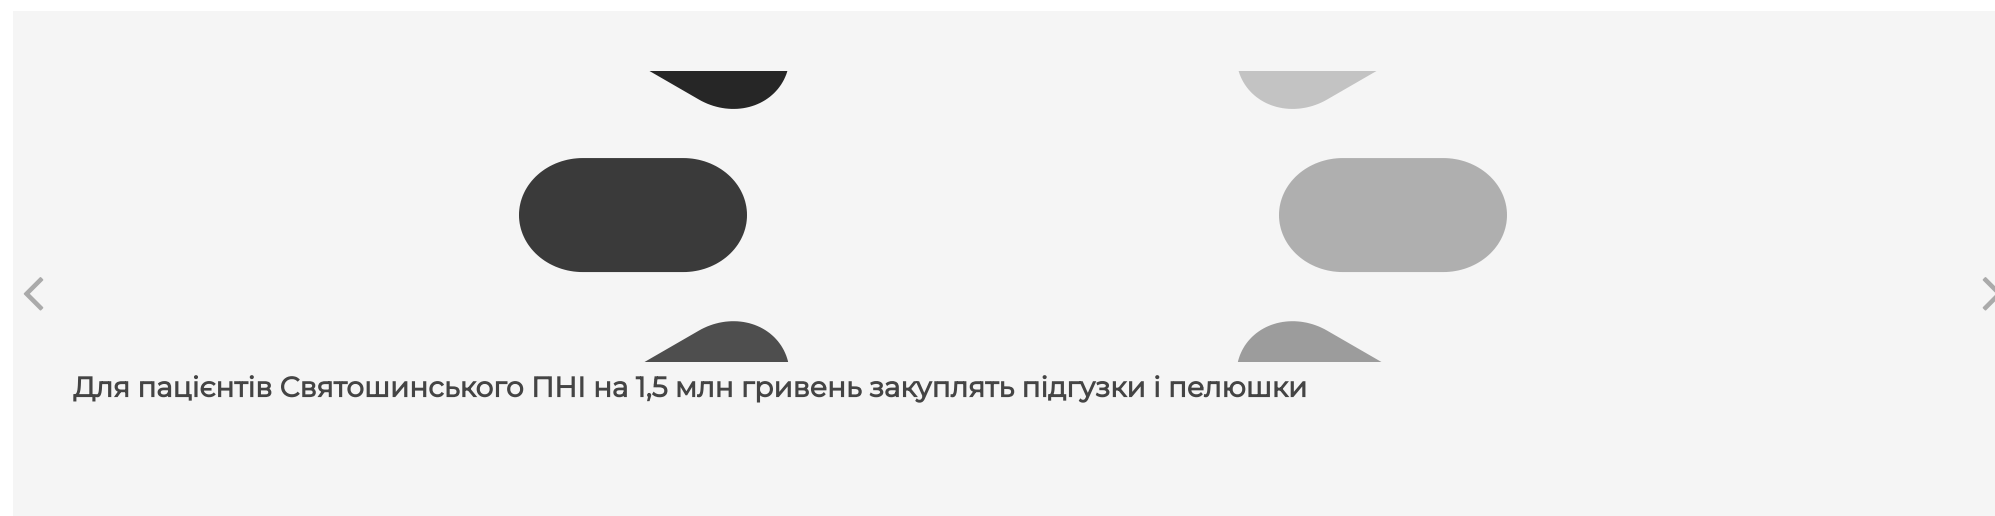 Для пацієнтів Святошинського ПНІ на 1,5 млн гривень закуплять підгузки і пелюшки